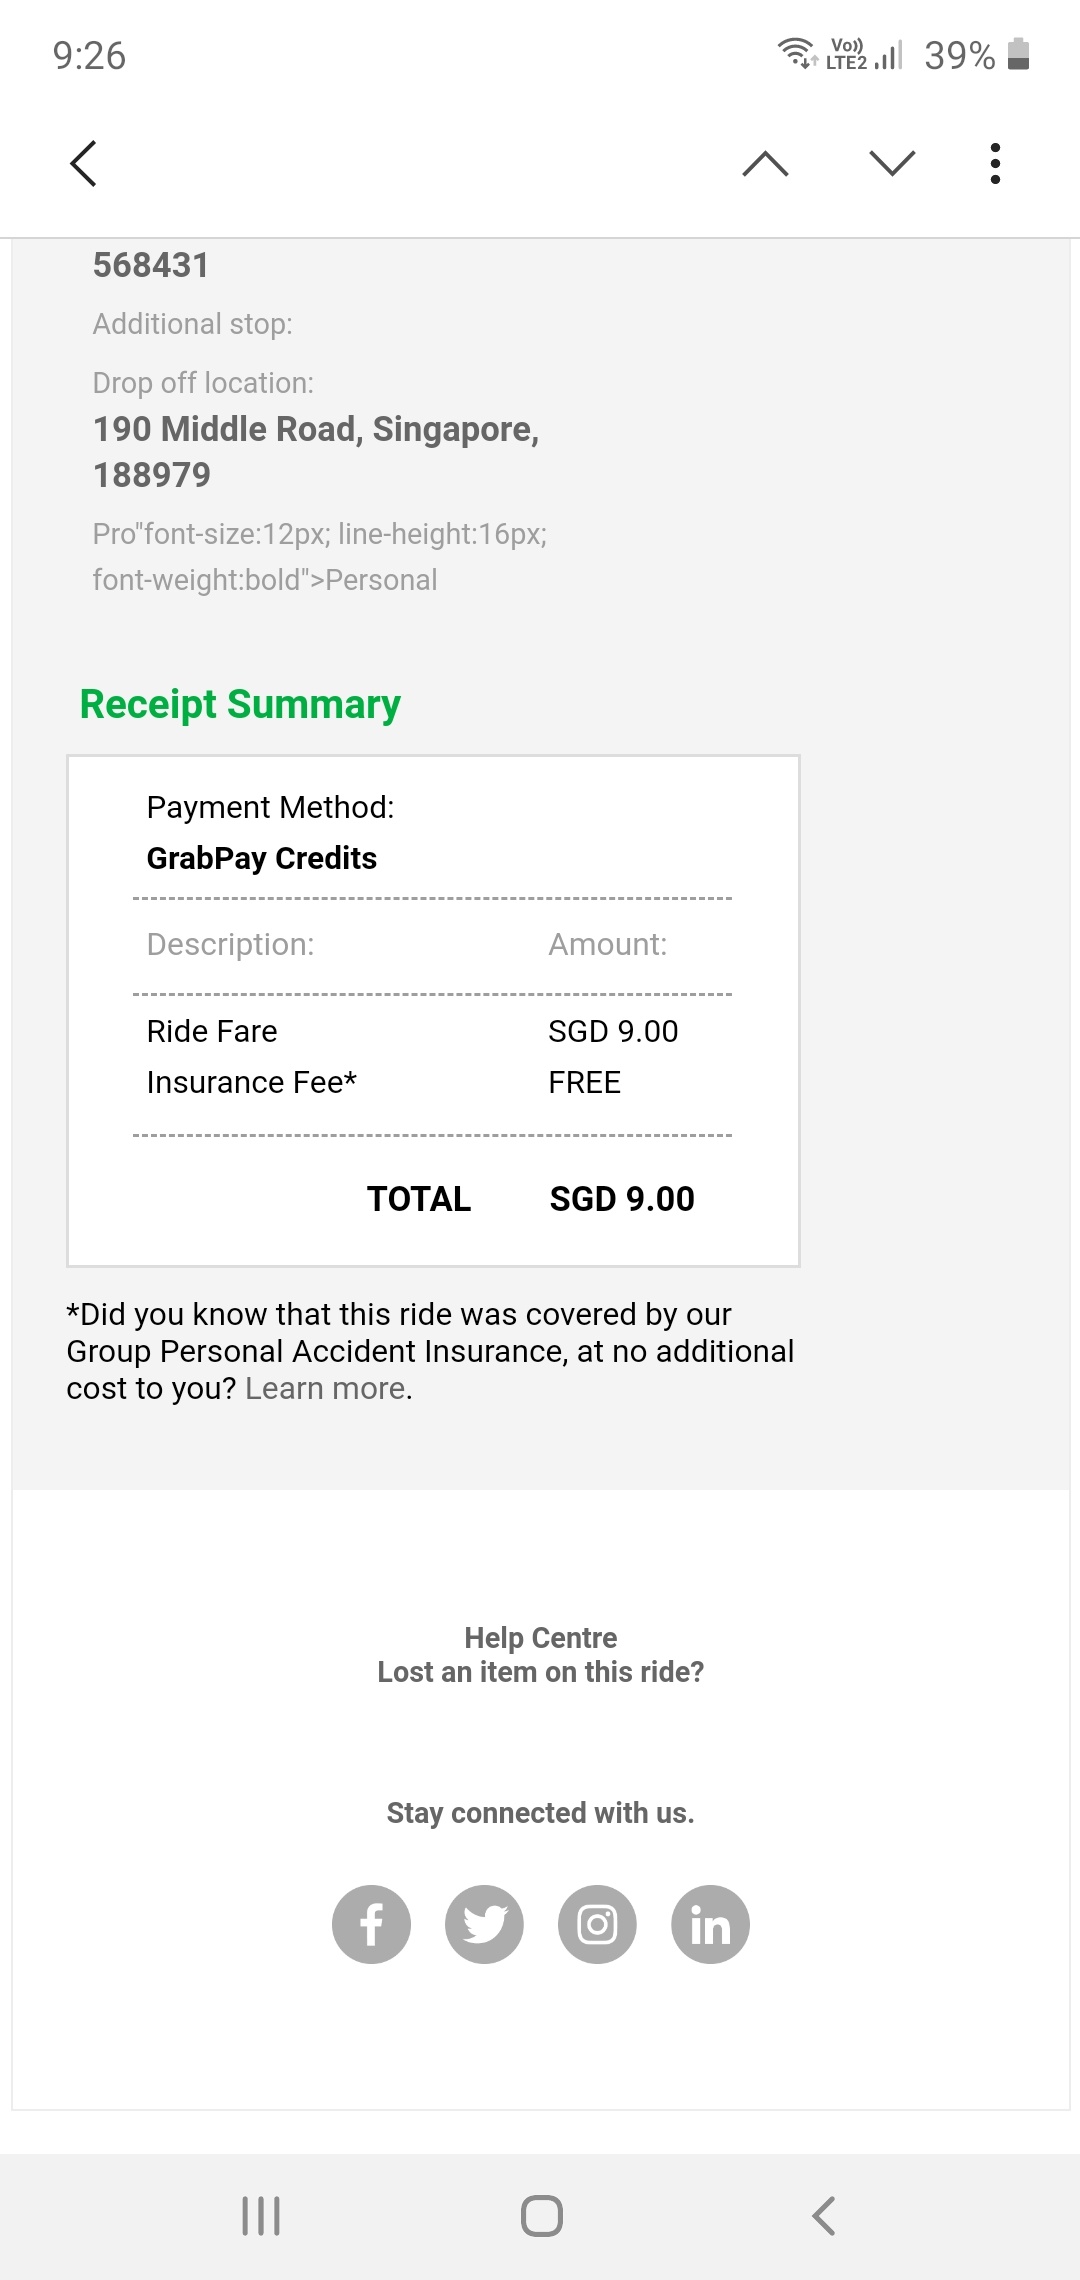 9:26
Vo))
LTE2
39%
568431
Additional stop:
Drop off location:
190 Middle Road, Singapore,
188979
Pro"font-size:12px; line-height:16px;
font-weight:bold">Personal
Receipt Summary
Payment Method:
GrabPay Credits
Description: Amount:
Ride Fare SGD 9.00
Insurance Fee* FREE
TOTAL SGD 9.00
*Did you know that this ride was covered by our
Group Personal Accident Insurance, at no additional
cost to you? Learn more.
Help Centre
Lost an item on this ride?
Stay connected with us.